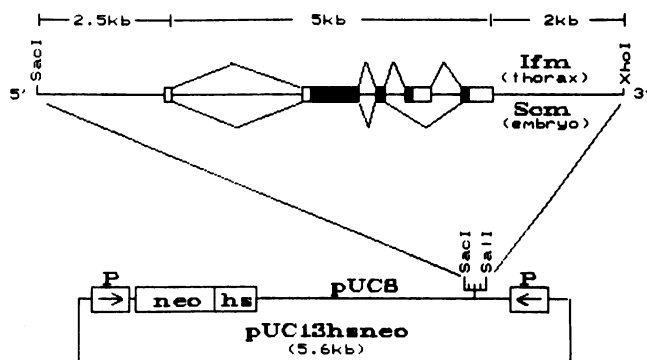 2.5kb 5kb 2kb
SacI XhoI
Ifm
(thorax)
5' 3'
Scm
(embryo)
SacI SalI
P P
neo hs pUC8
pUC13hsneo
(5.6kb)